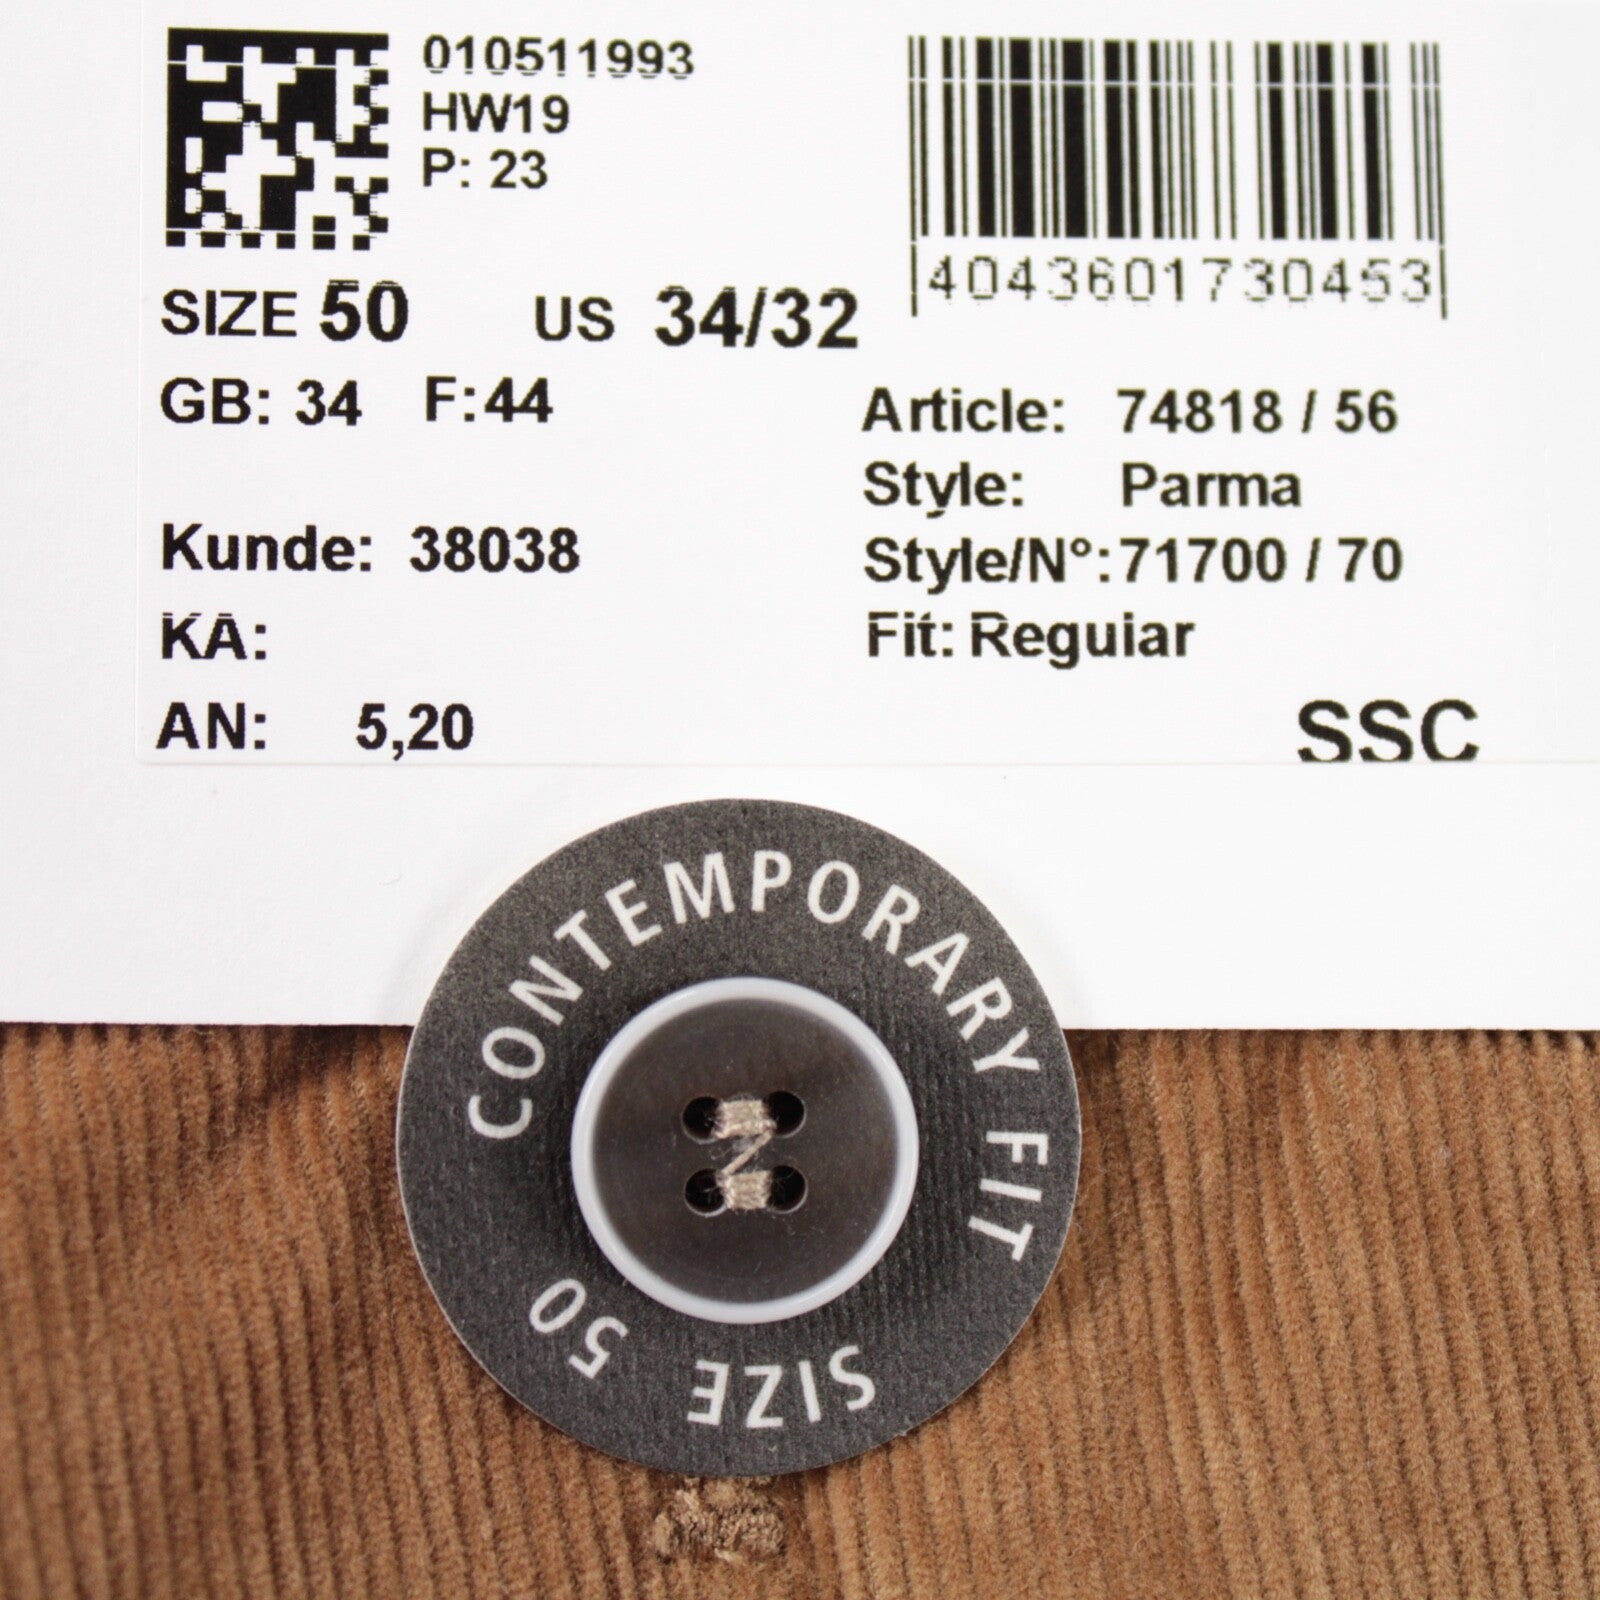 010511993
HW19
P: 23
4043601730453
SIZE 50 US 34/32
GB: 34 F:44
Article: 74818 / 56
Style: Parma
Kunde: 38038
Style/N°:71700 / 70
KA:
Fit: Regular
AN: 5,20
SSC
CONTEMPORARY FIT
SIZE 50